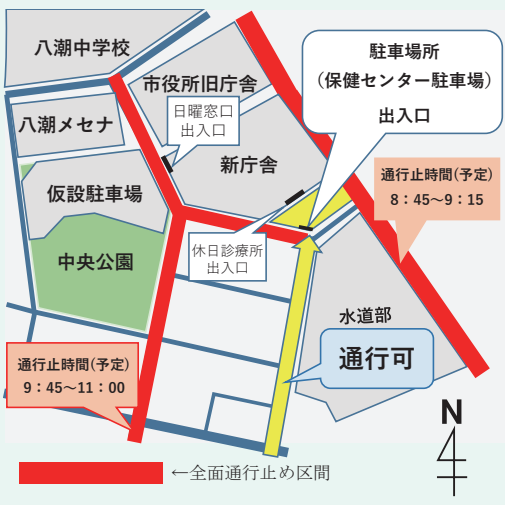 八潮中学校
市役所旧庁舎
駐車場所
（保健センター駐車場）
出入口
日曜窓口
出入口
八潮メセナ
新庁舎
通行止時間(予定)
8：45～9：15
仮設駐車場
休日診療所
出入口
中央公園
水道部
通行可
通行止時間(予定)
9：45～11：00
N
←全面通行止め区間